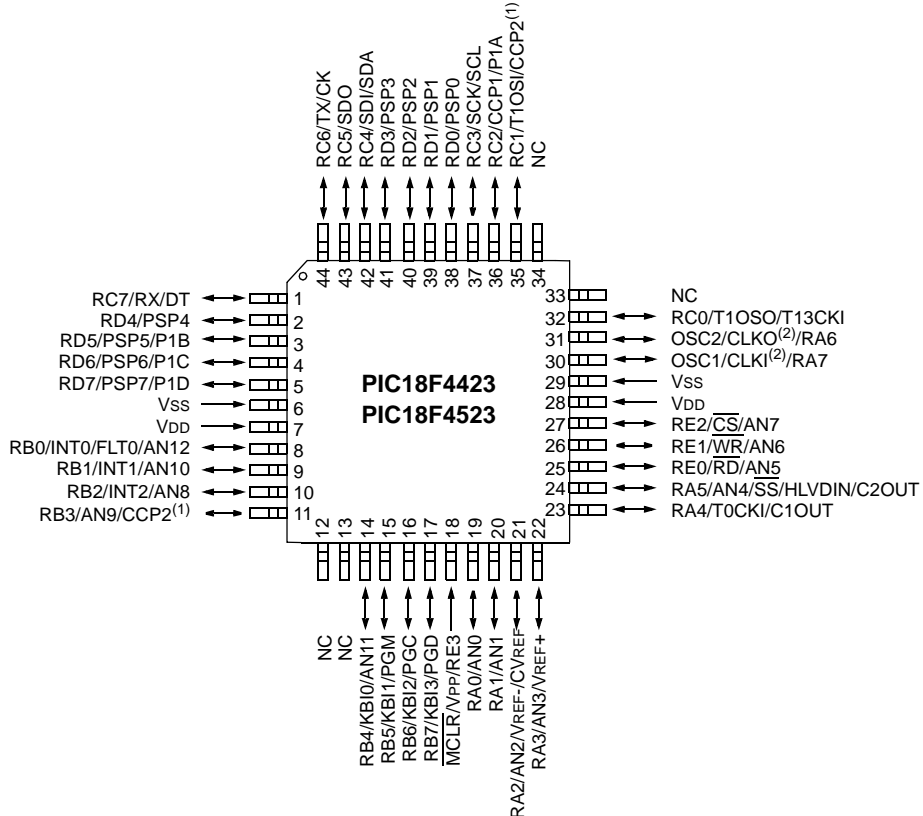 RC6/TX/CK
RC5/SDO
RC4/SDI/SDA
RD3/PSP3
RD2/PSP2
RD1/PSP1
RD0/PSP0
RC3/SCK/SCL
RC2/CCP1/P1A
RC1/T1OSI/CCP2(1)
NC
44
43
42
41
40
39
38
37
36
35
34
RC7/RX/DT 1
RD4/PSP4 2
RD5/PSP5/P1B 3
RD6/PSP6/P1C 4
RD7/PSP7/P1D 5
VSS 6
VDD 7
RB0/INT0/FLT0/AN12 8
RB1/INT1/AN10 9
RB2/INT2/AN8 10
RB3/AN9/CCP2(1) 11
PIC18F4423
PIC18F4523
33 NC
32 RC0/T1OSO/T13CKI
31 OSC2/CLKO(2)/RA6
30 OSC1/CLKI(2)/RA7
29 VSS
28 VDD
27 RE2/CS/AN7
26 RE1/WR/AN6
25 RE0/RD/AN5
24 RA5/AN4/SS/HLVDIN/C2OUT
23 RA4/T0CKI/C1OUT
12
13
14
15
16
17
18
19
20
21
22
NC
NC
RB4/KBI0/AN11
RB5/KBI1/PGM
RB6/KBI2/PGC
RB7/KBI3/PGD
MCLR/VPP/RE3
RA0/AN0
RA1/AN1
RA2/AN2/VREF-/CVREF
RA3/AN3/VREF+